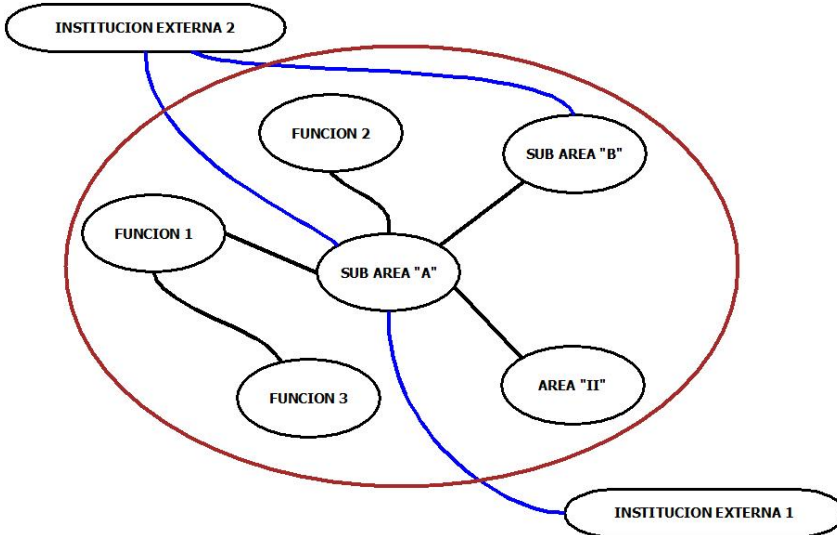 INSTITUCION EXTERNA 2
FUNCION 2
SUB AREA "B"
FUNCION 1
SUB AREA "A"
FUNCION 3
AREA "II"
INSTITUCION EXTERNA 1